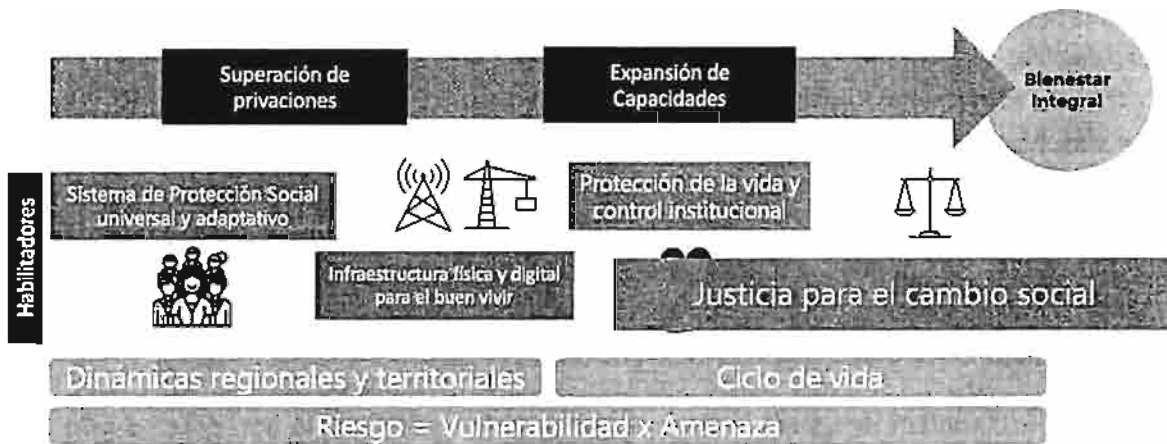 Superación de
privaciones
Expansión de
Capacidades
Bienestar
Integral
Habilitadores
Sistema de Protección Social
universal y adaptativo
Protección de la vida y
control institucional
Infraestructura física y digital
para el buen vivir
Justicia para el cambio social
Dinámicas regionales y territoriales
Ciclo de vida
Riesgo = Vulnerabilidad x Amenaza